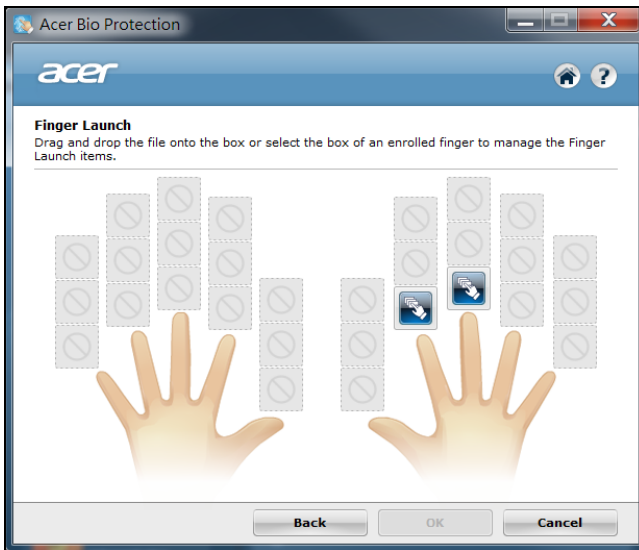 Acer Bio Protection
acer
?
Finger Launch
Drag and drop the file onto the box or select the box of an enrolled finger to manage the Finger
Launch items.
Back OK Cancel